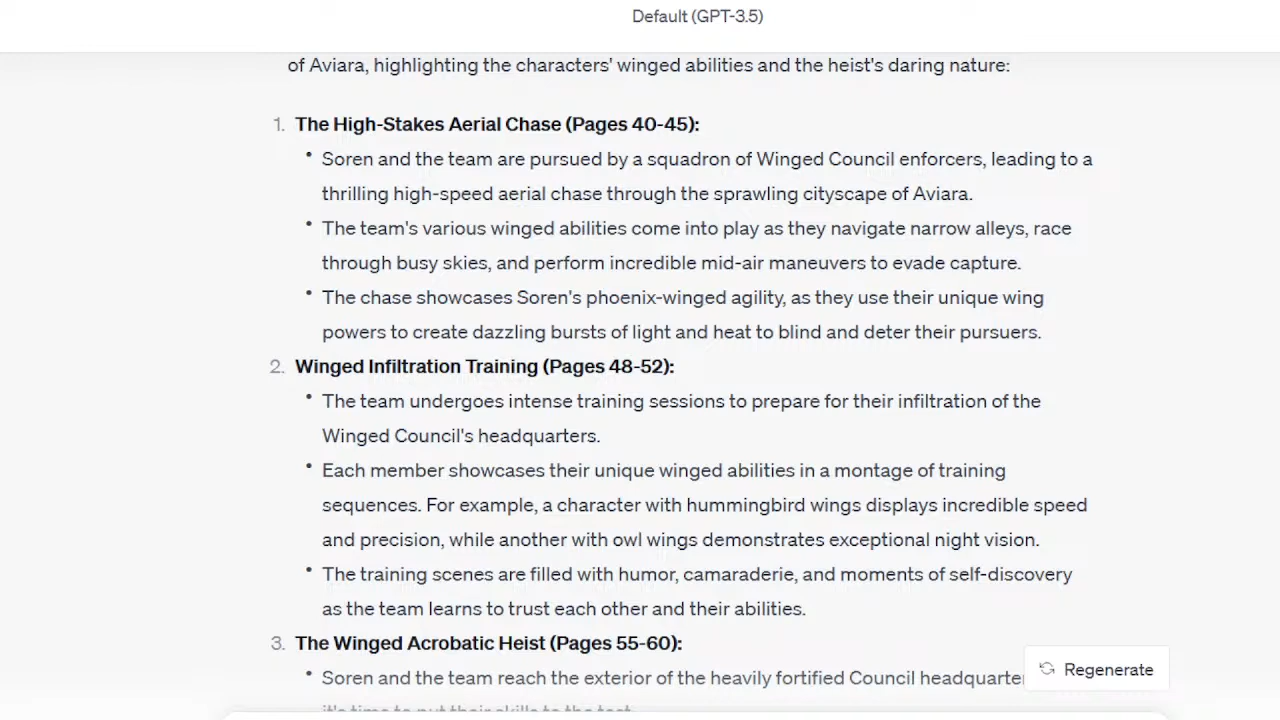 Default (GPT-3.5)
of Aviara, highlighting the characters' winged abilities and the heist's daring nature:
1. The High-Stakes Aerial Chase (Pages 40-45):
• Soren and the team are pursued by a squadron of Winged Council enforcers, leading to a
thrilling high-speed aerial chase through the sprawling cityscape of Aviara.
• The team's various winged abilities come into play as they navigate narrow alleys, race
through busy skies, and perform incredible mid-air maneuvers to evade capture.
• The chase showcases Soren's phoenix-winged agility, as they use their unique wing
powers to create dazzling bursts of light and heat to blind and deter their pursuers.
2. Winged Infiltration Training (Pages 48-52):
• The team undergoes intense training sessions to prepare for their infiltration of the
Winged Council's headquarters.
• Each member showcases their unique winged abilities in a montage of training
sequences. For example, a character with hummingbird wings displays incredible speed
and precision, while another with owl wings demonstrates exceptional night vision.
• The training scenes are filled with humor, camaraderie, and moments of self-discovery
as the team learns to trust each other and their abilities.
3. The Winged Acrobatic Heist (Pages 55-60):
• Soren and the team reach the exterior of the heavily fortified Council headquarte
Regenerate
it's time to put their skills to the test.